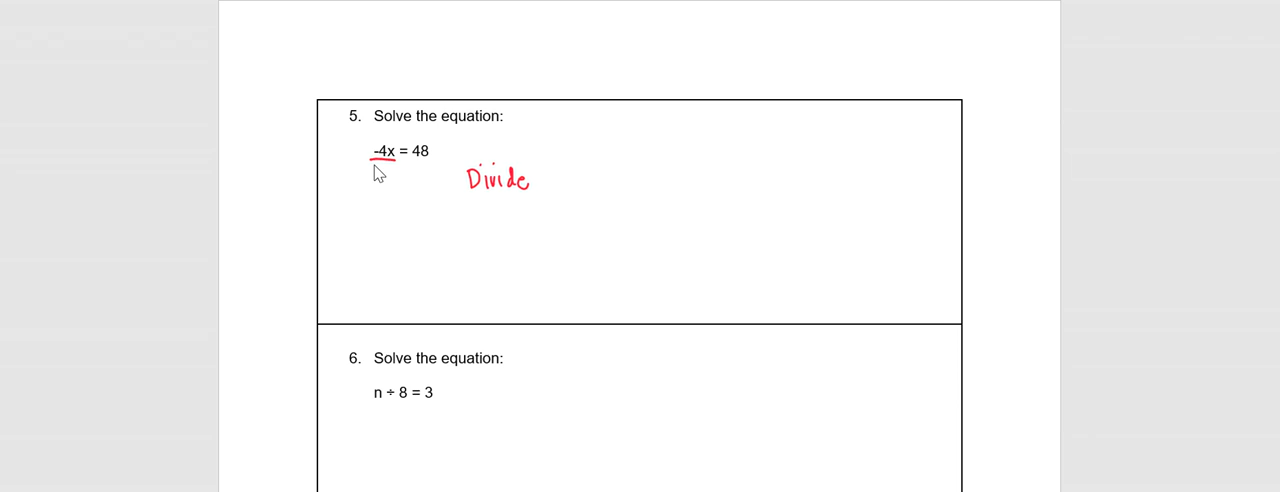 5. Solve the equation:
-4x = 48
Divide
6. Solve the equation:
n ÷ 8 = 3